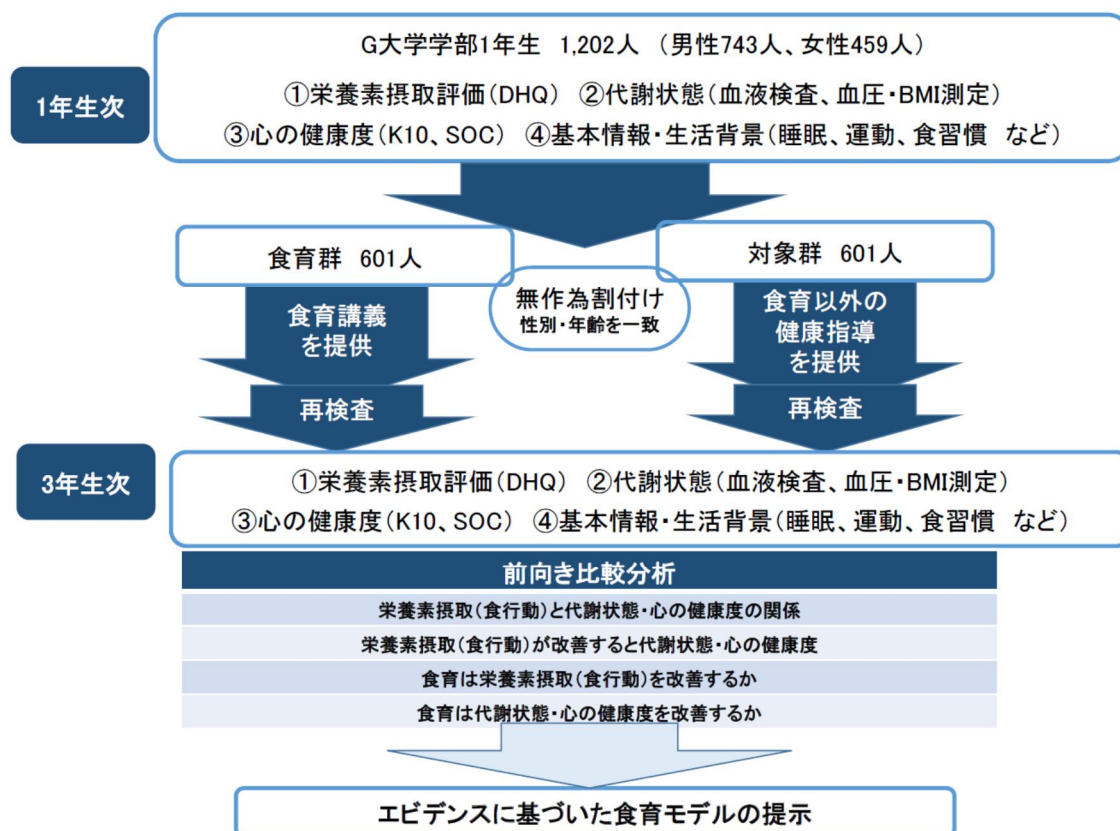 G大学学部1年生 1,202人 （男性743人、女性459人）
1年生次
①栄養素摂取評価（DHQ） ②代謝状態（血液検査、血圧・BMI測定）
③心の健康度（K10、SOC） ④基本情報・生活背景（睡眠、運動、食習慣 など）
食育群 601人
対象群 601人
無作為割付け
性別・年齢を一致
食育講義
を提供
食育以外の
健康指導
を提供
再検査
再検査
3年生次
①栄養素摂取評価（DHQ） ②代謝状態（血液検査、血圧・BMI測定）
③心の健康度（K10、SOC） ④基本情報・生活背景（睡眠、運動、食習慣 など）
前向き比較分析
栄養素摂取（食行動）と代謝状態・心の健康度の関係
栄養素摂取（食行動）が改善すると代謝状態・心の健康度
食育は栄養素摂取（食行動）を改善するか
食育は代謝状態・心の健康度を改善するか
エビデンスに基づいた食育モデルの提示